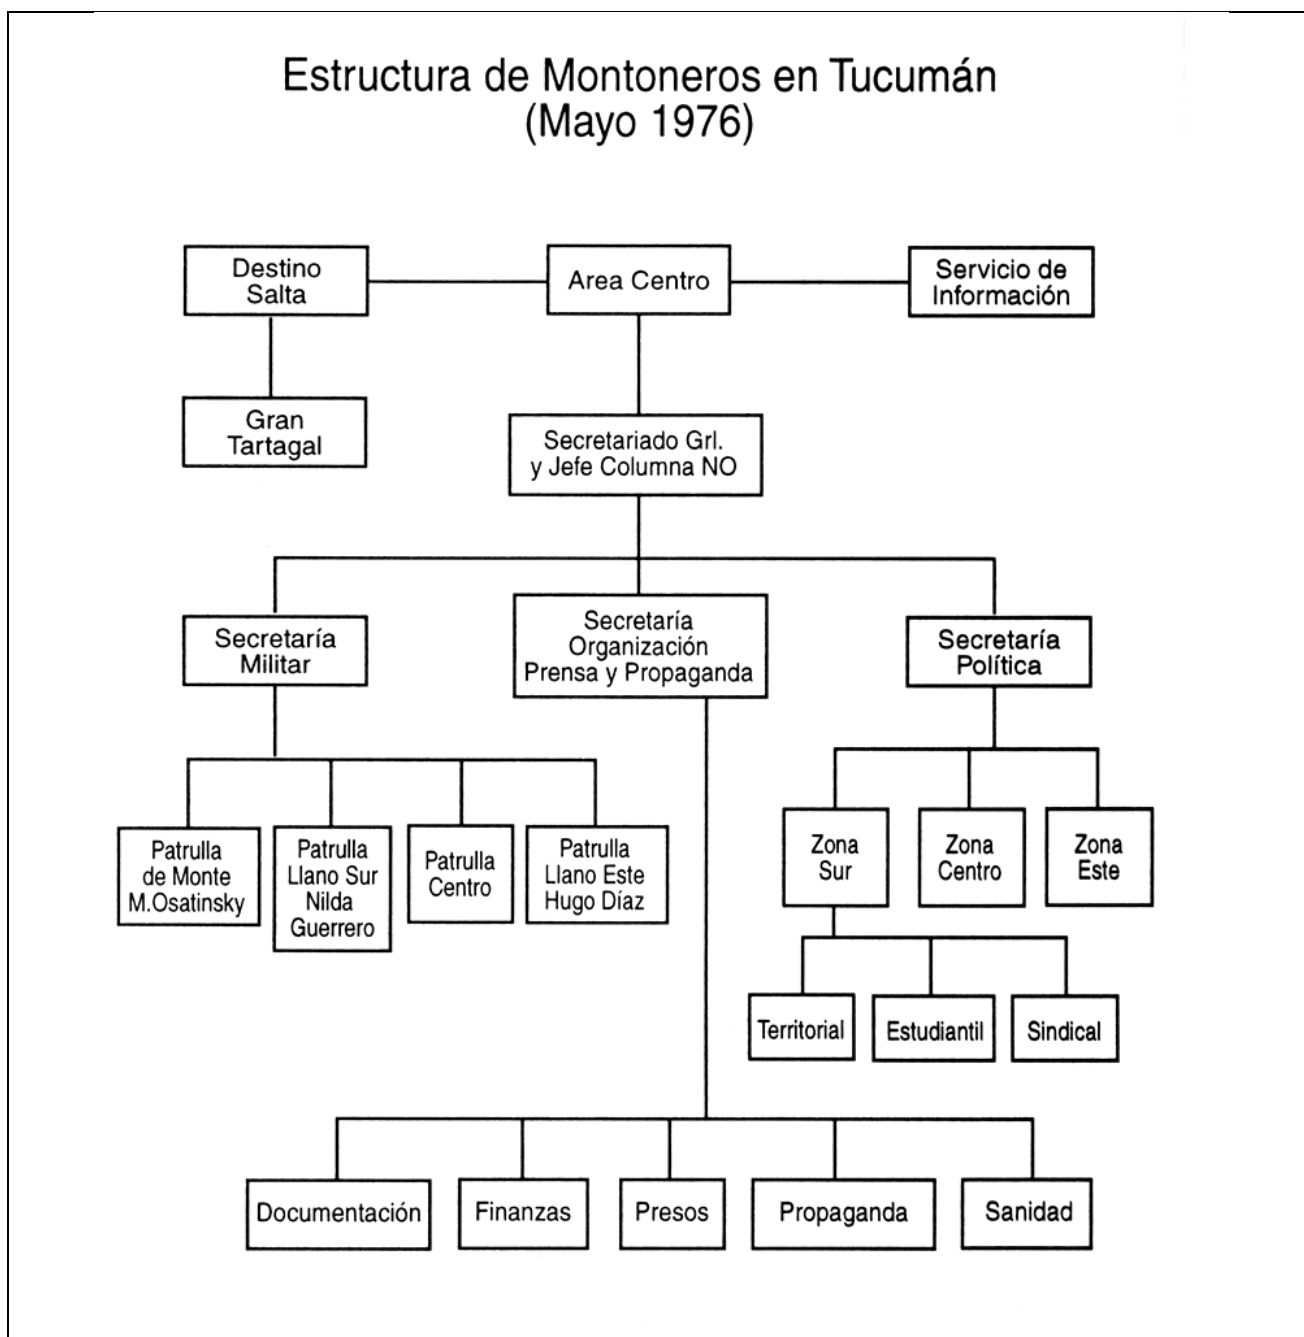 Estructura de Montoneros en Tucumán
(Mayo 1976)
Destino
Salta
Area Centro
Servicio de
Información
Gran
Tartagal
Secretariado Grl.
y Jefe Columna NO
Secretaría
Militar
Secretaría
Organización
Prensa y Propaganda
Secretaría
Política
Patrulla
de Monte
M.Osatinsky
Patrulla
Llano Sur
Nilda
Guerrero
Patrulla
Centro
Patrulla
Llano Este
Hugo Díaz
Zona
Sur
Zona
Centro
Zona
Este
Territorial
Estudiantil
Sindical
Documentación
Finanzas
Presos
Propaganda
Sanidad